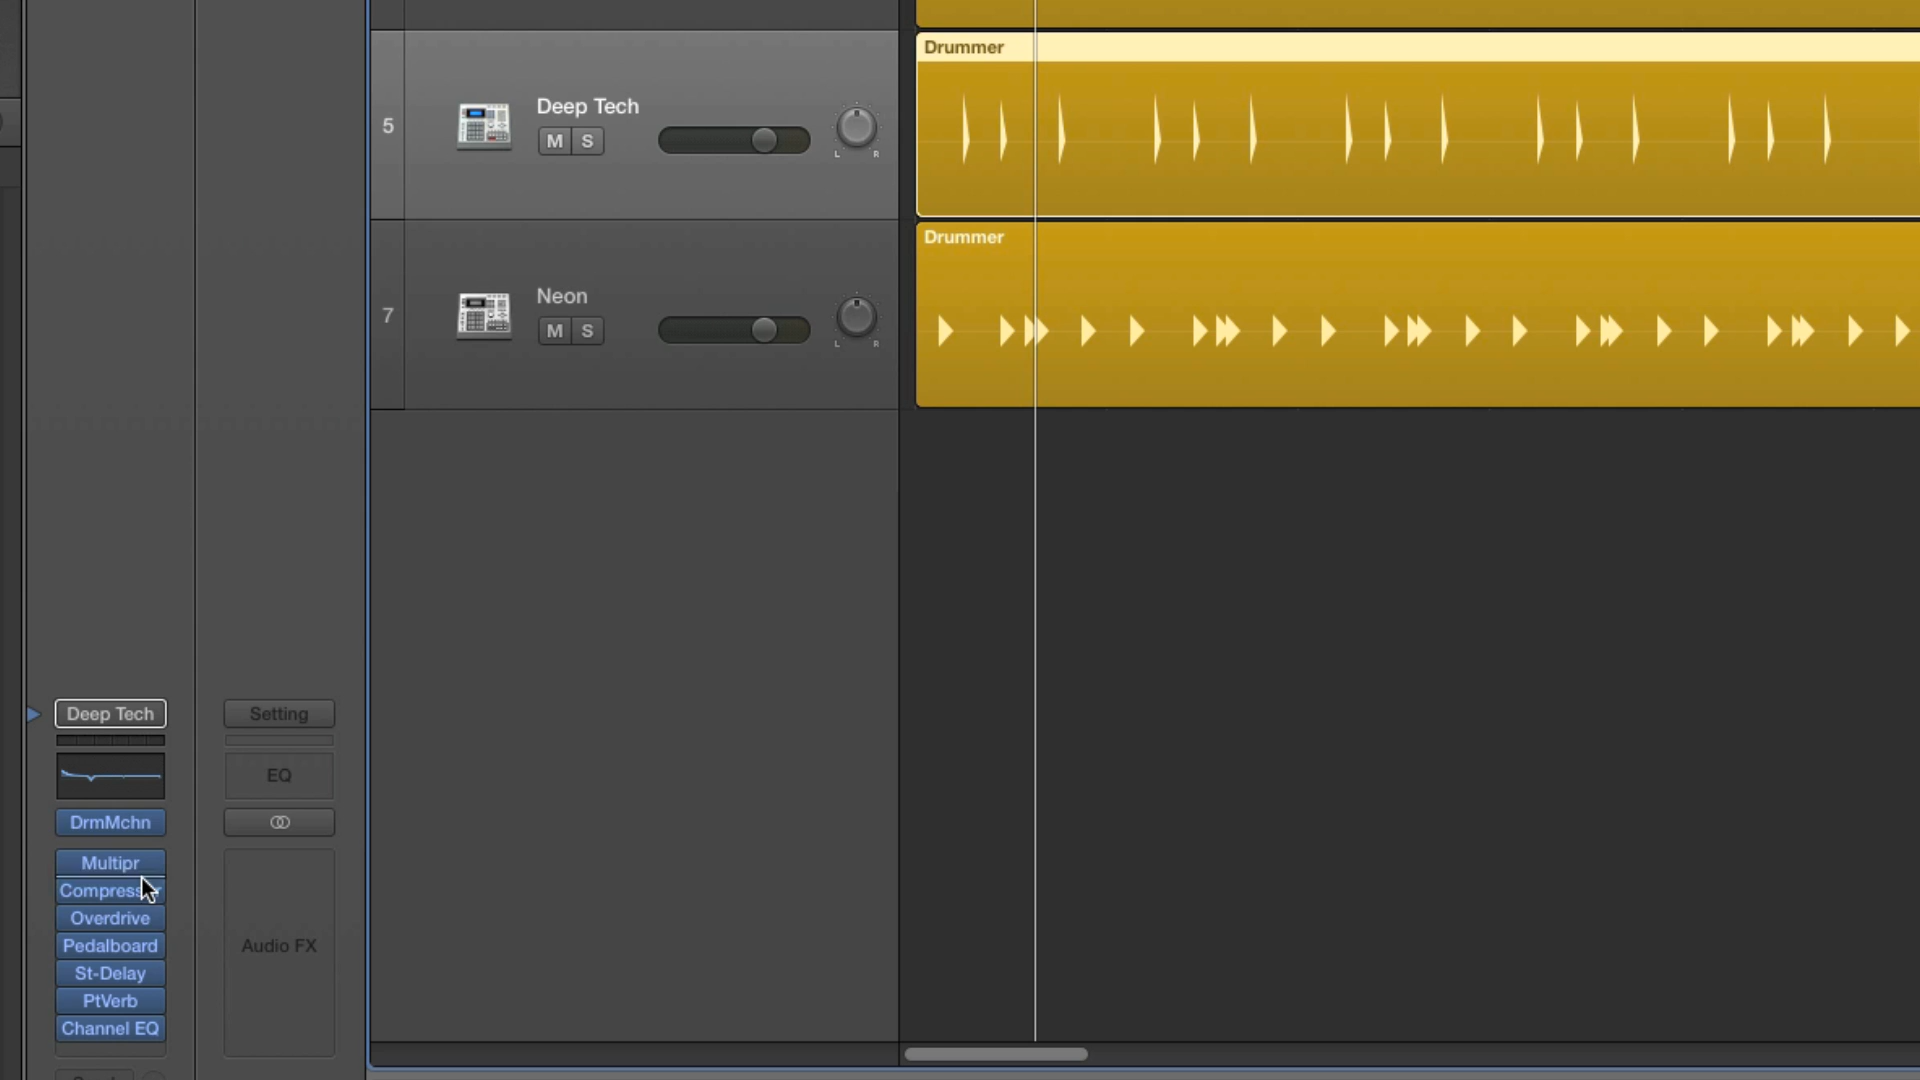 Drummer
5
Deep Tech
M S
L R
Drummer
7
Neon
M S
L R
Deep Tech
Setting
EQ
DrmMchn
Multipr
Overdrive
Pedalboard
Audio FX
St-Delay
PtVerb
Channel EQ